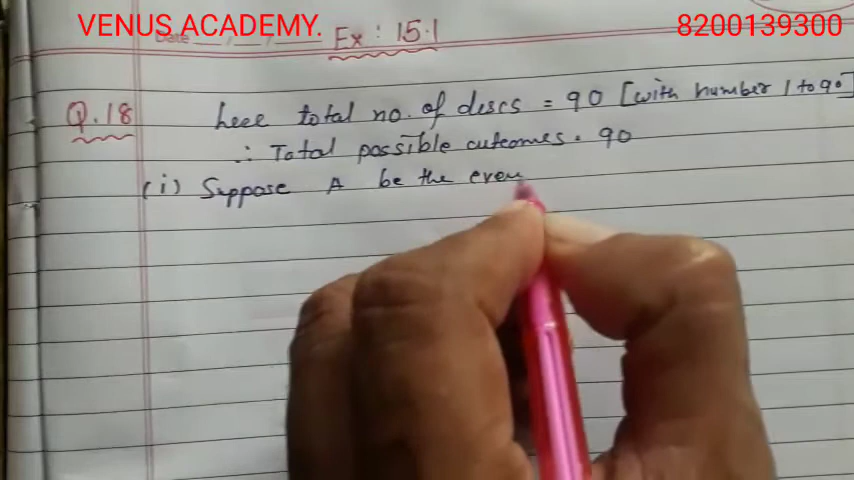 VENUS ACADEMY.
8200139300
Date
Ex : 15.1
Q.18 here total no. of discs = 90 [with number 1 to 90]
∴ Total possible outcomes = 90
(i) Suppose A be the even